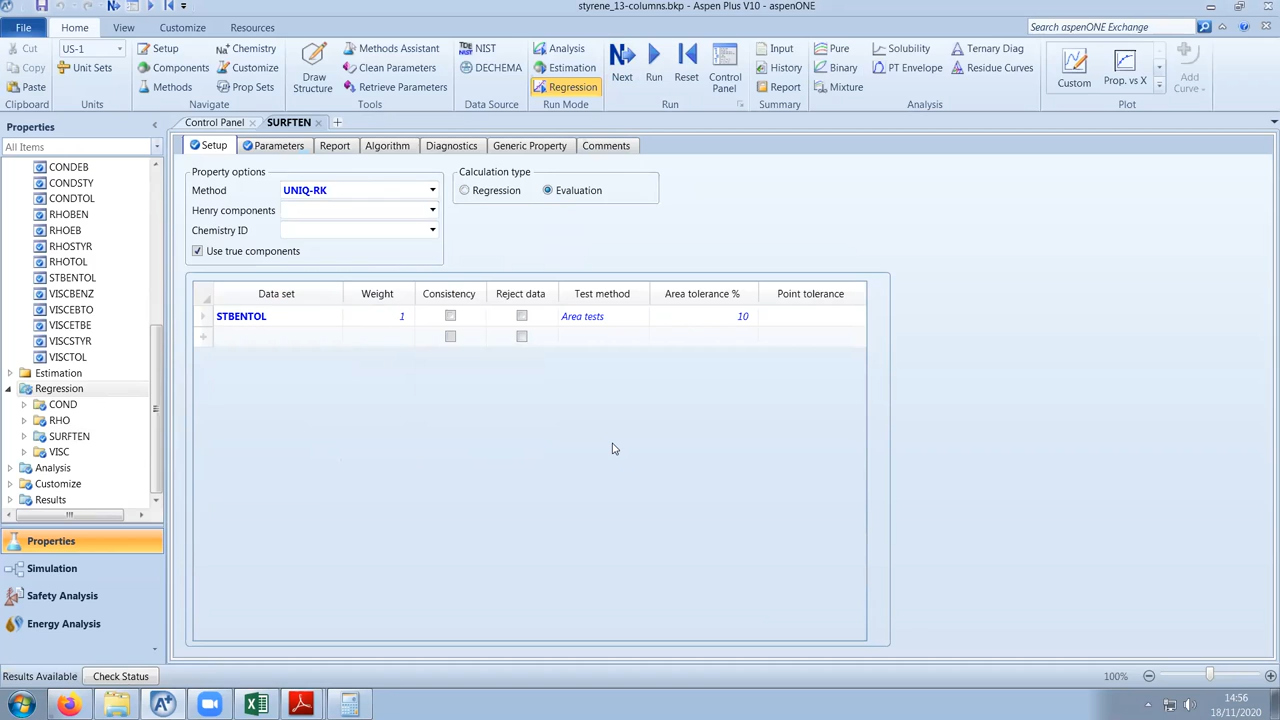 styrene_13-columns.bkp - Aspen Plus V10 - aspenONE
File Home View Customize Resources
Search aspenONE Exchange
Cut US-1 Setup Chemistry Methods Assistant NIST Analysis Input Pure Solubility Ternary Diag
Copy Unit Sets Components Customize Clean Parameters DECHEMA Estimation History Binary PT Envelope Residue Curves
Paste Methods Prop Sets Retrieve Parameters Regression Report Mixture
Draw Structure
Next Run Reset Control Panel
Custom Prop. vs X Add Curve
Clipboard Units Navigate Tools Data Source Run Mode Run Summary Analysis Plot
Properties
All Items
CONDEB
CONDSTY
CONDTOL
RHOBEN
RHOEB
RHOSTYR
RHOTOL
STBENTOL
VISCBENZ
VISCEBTO
VISCETBE
VISCSTYR
VISCTOL
Estimation
Regression
COND
RHO
SURFTEN
VISC
Analysis
Customize
Results
Properties
Simulation
Safety Analysis
Energy Analysis
Control Panel SURFTEN
Setup Parameters Report Algorithm Diagnostics Generic Property Comments
Property options
Method UNIQ-RK
Henry components
Chemistry ID
Use true components
Calculation type
Regression Evaluation
Data set Weight Consistency Reject data Test method Area tolerance % Point tolerance
STBENTOL 1 Area tests 10
Results Available Check Status
100%
14:56
18/11/2020